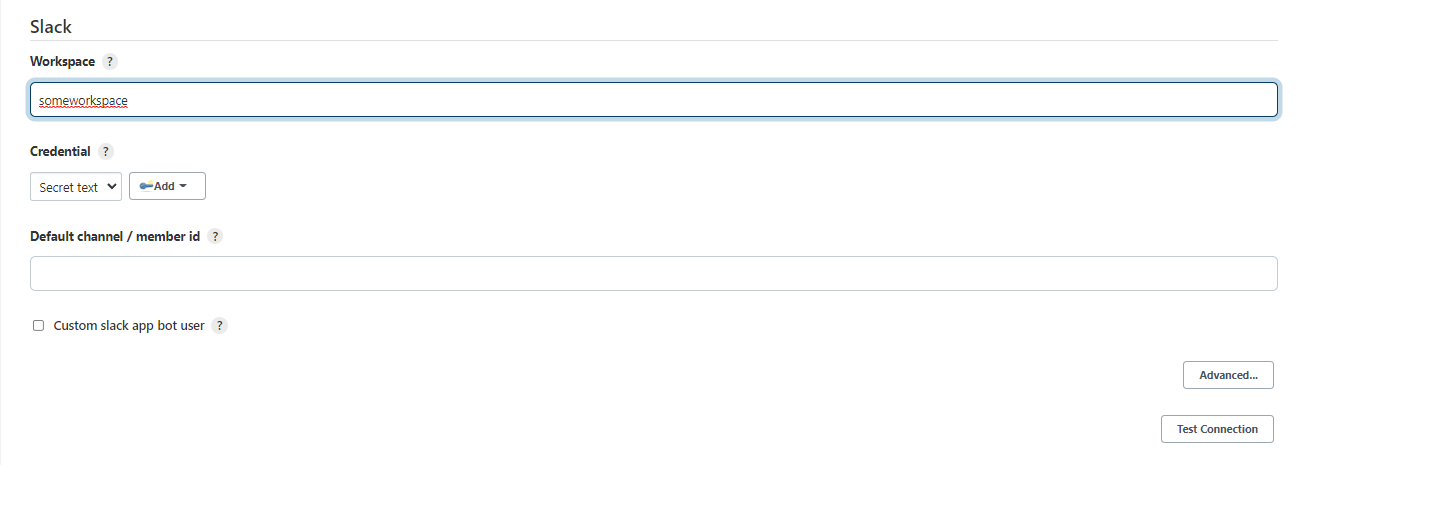 Slack
Workspace ?
someworkspace
Credential ?
Secret text Add
Default channel / member id ?
Custom slack app bot user ?
Advanced...
Test Connection